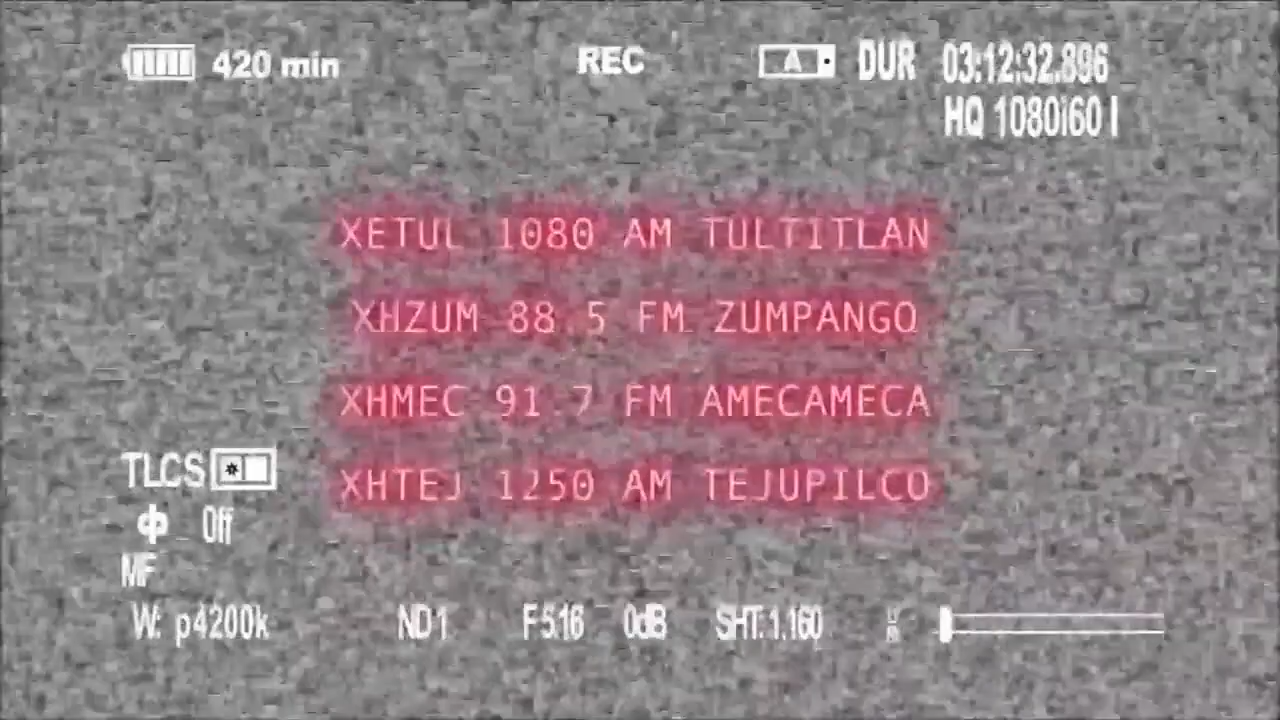 420 min REC A DUR 03:12:32.896
HQ 1080i60 I
XETUL 1080 AM TULTITLAN
XHZUM 88.5 FM ZUMPANGO
XHMEC 91.7 FM AMECAMECA
XHTEJ 1250 AM TEJUPILCO
TLCS
Off
MF
W: p4200k ND1 F5.16 0dB SHT:1.160